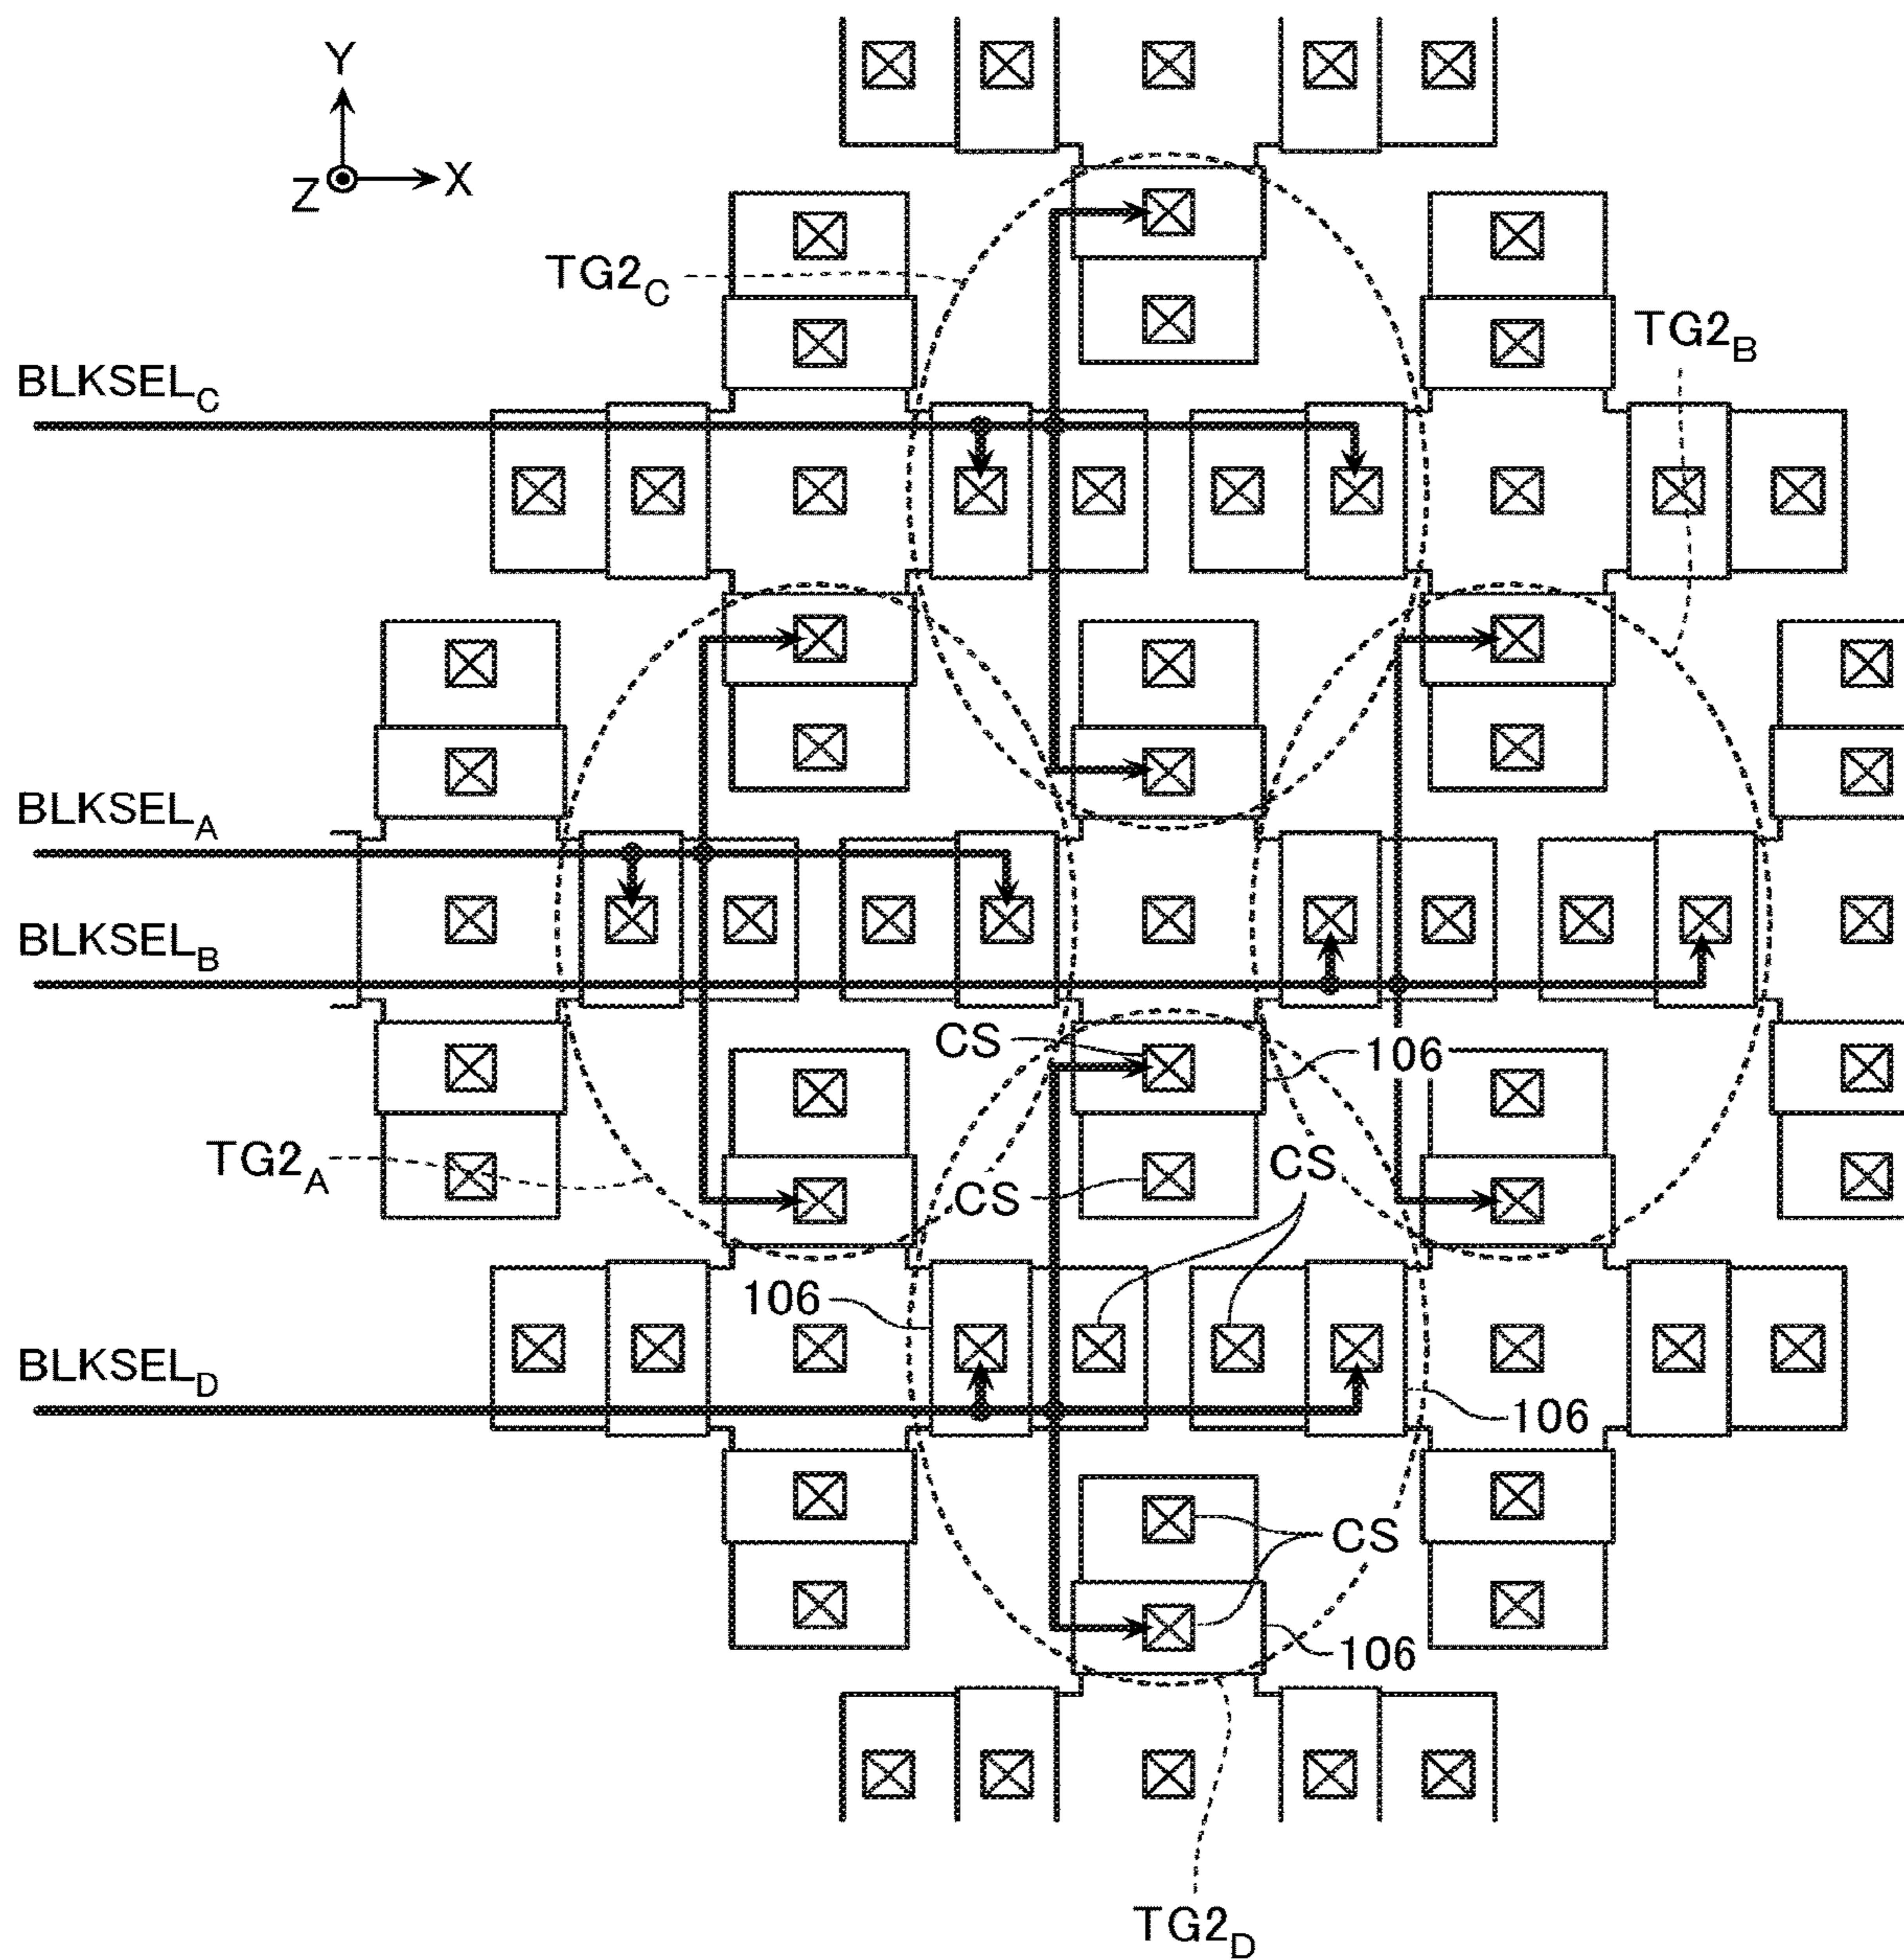 Y
Z X
TG2C
TG2B
BLKSELC
BLKSELA
BLKSELB
CS
106
TG2A
CS
CS
106
BLKSELD
106
CS
106
TG2D